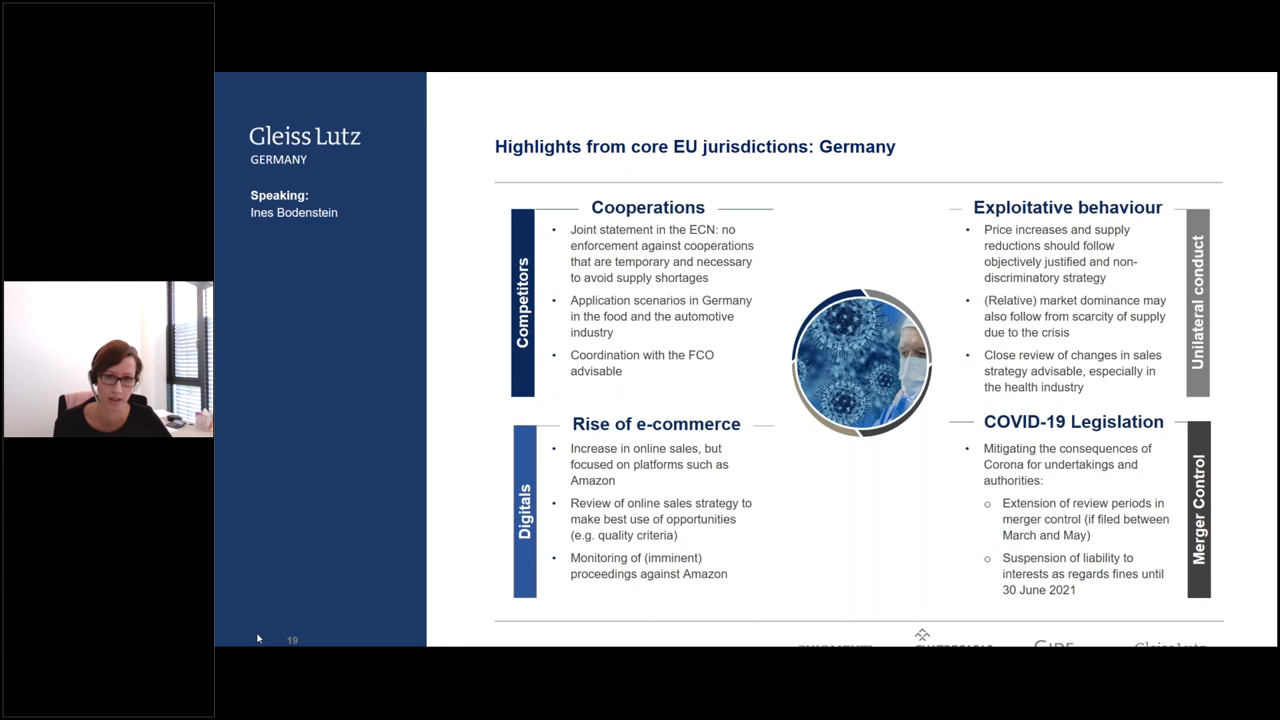 Gleiss Lutz
GERMANY
Speaking:
Ines Bodenstein
Highlights from core EU jurisdictions: Germany
Competitors
Cooperations
• Joint statement in the ECN: no
enforcement against cooperations
that are temporary and necessary
to avoid supply shortages
• Application scenarios in Germany
in the food and the automotive
industry
• Coordination with the FCO
advisable
Exploitative behaviour
• Price increases and supply
reductions should follow
objectively justified and non-
discriminatory strategy
• (Relative) market dominance may
also follow from scarcity of supply
due to the crisis
• Close review of changes in sales
strategy advisable, especially in
the health industry
Unilateral conduct
Digitals
Rise of e-commerce
• Increase in online sales, but
focused on platforms such as
Amazon
• Review of online sales strategy to
make best use of opportunities
(e.g. quality criteria)
• Monitoring of (imminent)
proceedings against Amazon
COVID-19 Legislation
• Mitigating the consequences of
Corona for undertakings and
authorities:
o Extension of review periods in
merger control (if filed between
March and May)
o Suspension of liability to
interests as regards fines until
30 June 2021
Merger Control
19
Gleiss Lutz